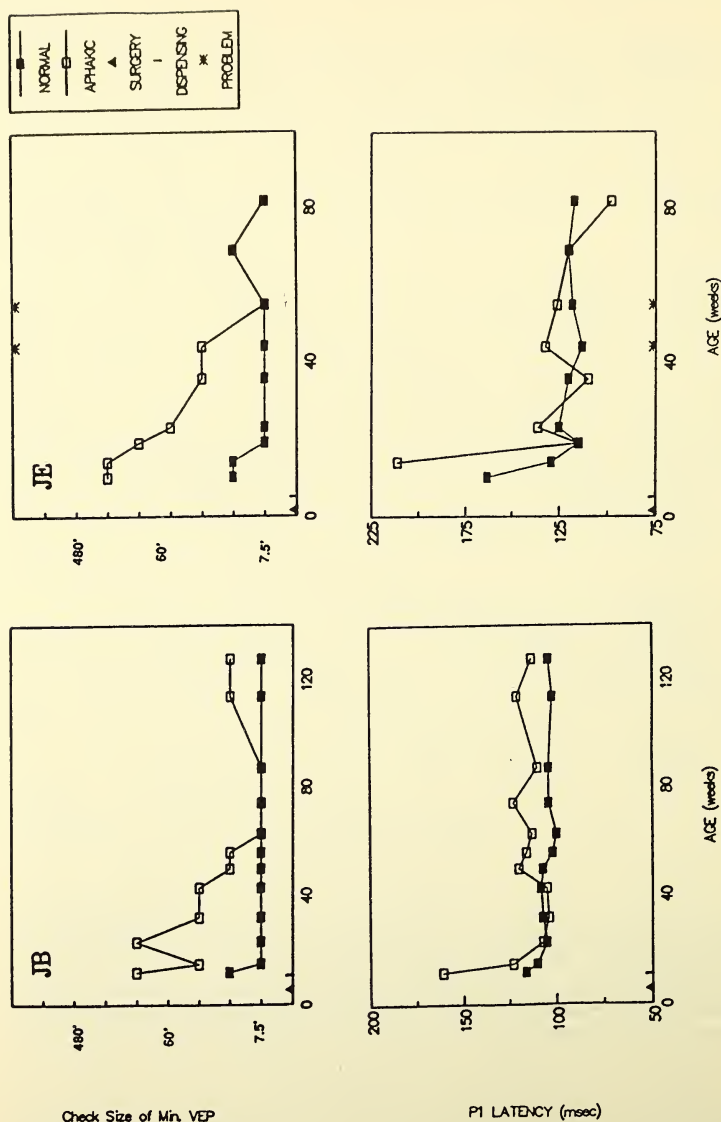 Check Size of Min. VEP
JB
480'
60'
7.5'
0
40
80
120
JE
480'
60'
7.5'
0
40
80
NORMAL
APHAKIC
SURGERY
DISPENSING
PROBLEM
P1 LATENCY (msec)
200
150
100
50
0
40
80
120
AGE (weeks)
225
175
125
75
0
40
80
AGE (weeks)